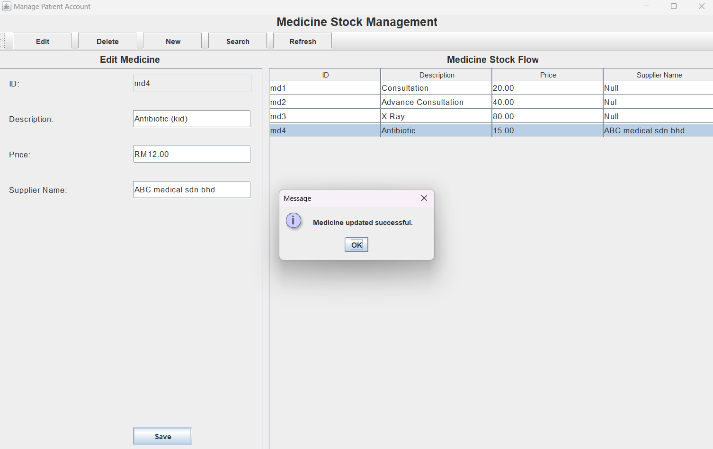 Manage Patient Account
Medicine Stock Management
Edit Delete New Search Refresh
Edit Medicine
ID: md4
Description: Antibiotic (kid)
Price: RM12.00
Supplier Name: ABC medical sdn bhd
Save
Medicine Stock Flow
ID Description Price Supplier Name
md1 Consultation 20.00 Null
md2 Advance Consultation 40.00 Nul
md3 X Ray 80.00 Null
md4 Antibiotic 15.00 ABC medical sdn bhd
Message
Medicine updated successful.
OK